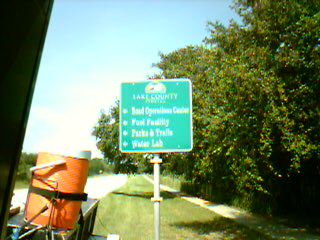 LAKE COUNTY
FLORIDA
Road Operations Center
Fuel Facility
Parks & Trails
Water Lab